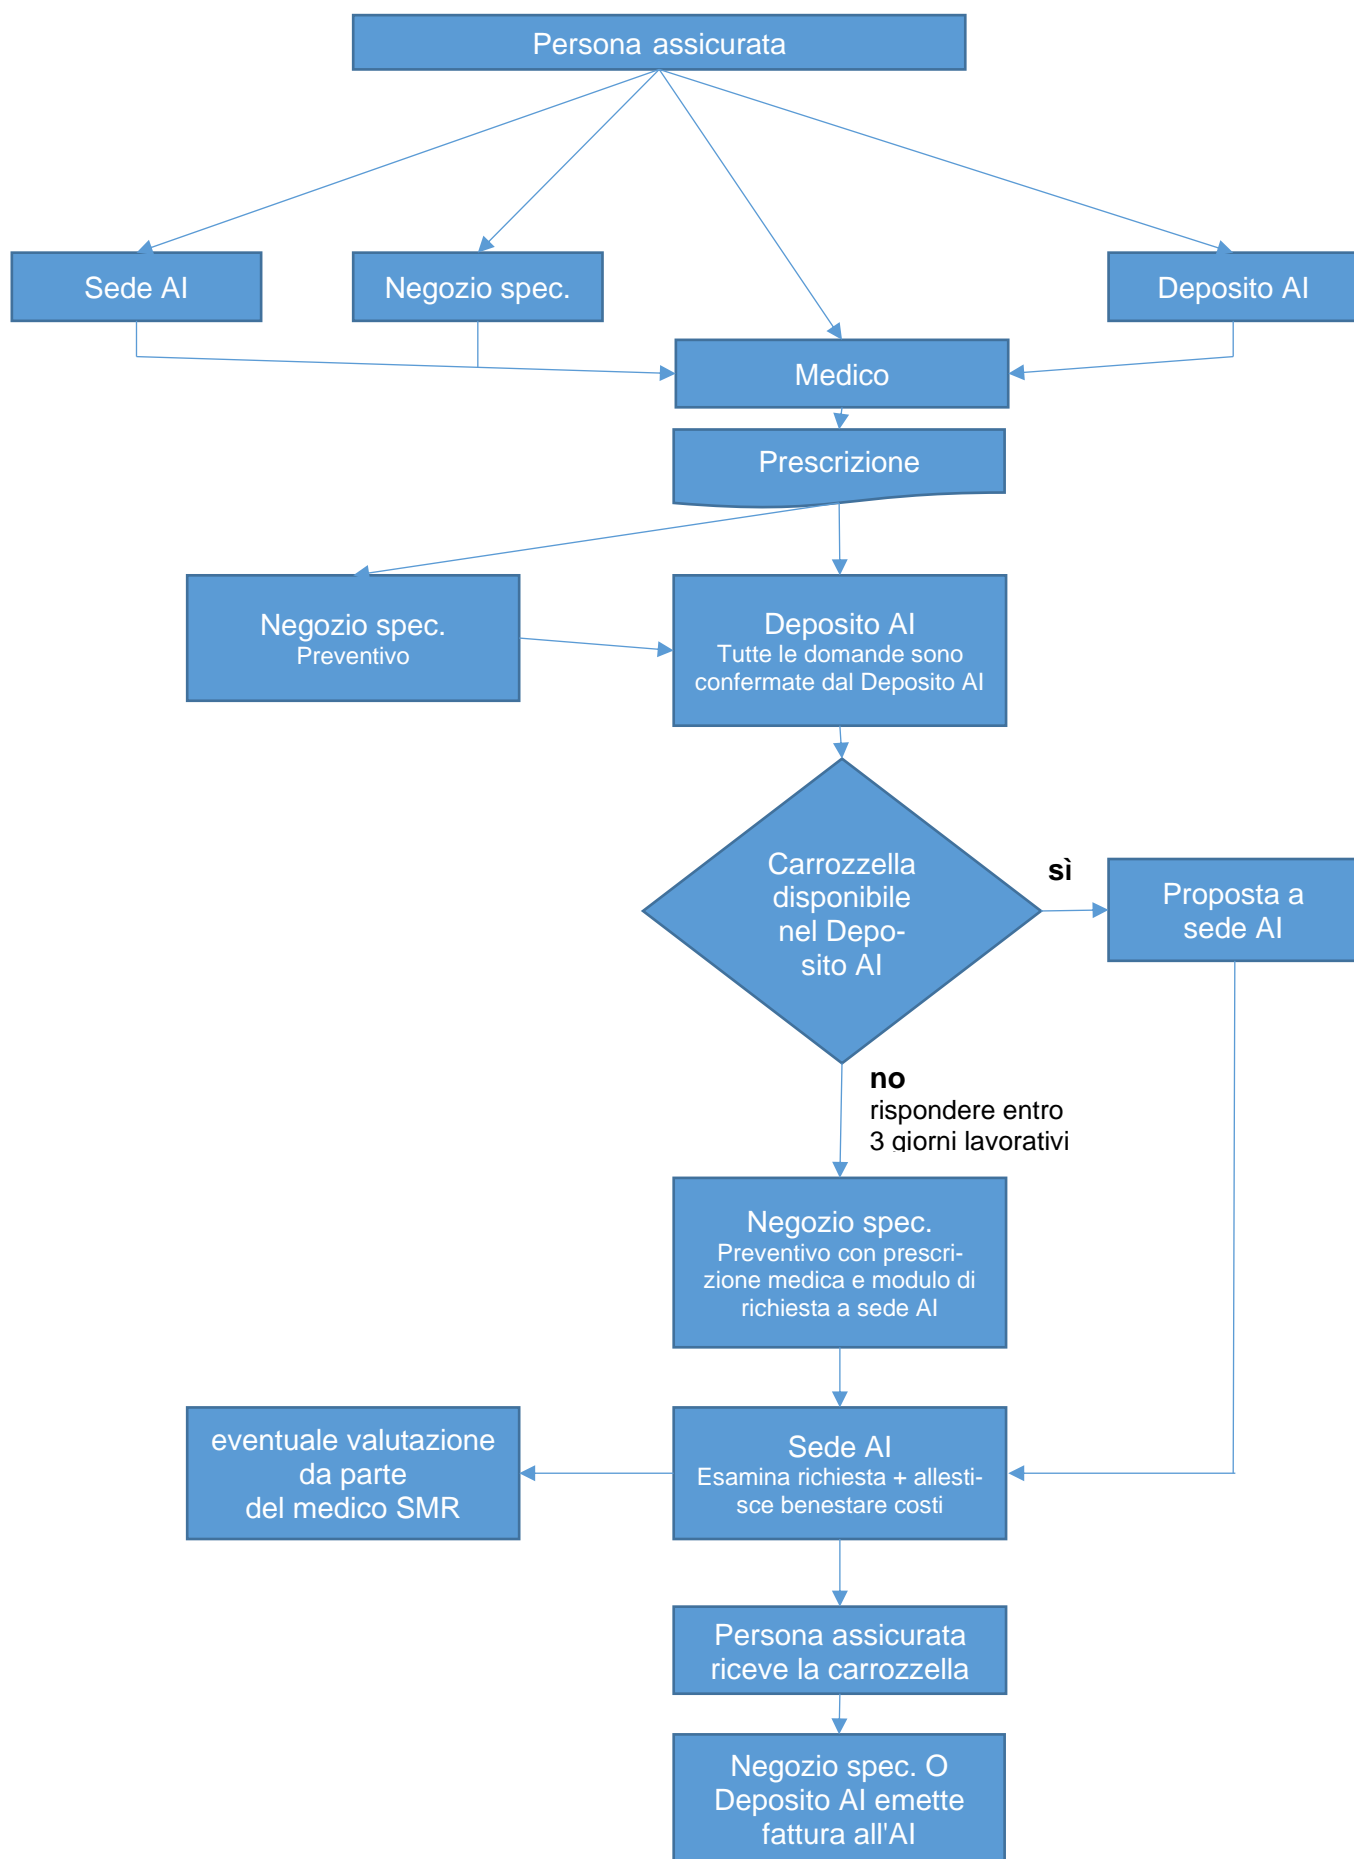 Persona assicurata
Sede AI
Negozio spec.
Deposito AI
Medico
Prescrizione
Negozio spec.
Preventivo
Deposito AI
Tutte le domande sono
confermate dal Deposito AI
Carrozzella
disponibile
nel Depo-
sito AI
sì
Proposta a
sede AI
no
rispondere entro
3 giorni lavorativi
Negozio spec.
Preventivo con prescri-
zione medica e modulo di
richiesta a sede AI
eventuale valutazione
da parte
del medico SMR
Sede AI
Esamina richiesta + allesti-
sce benestare costi
Persona assicurata
riceve la carrozzella
Negozio spec. O
Deposito AI emette
fattura all'AI